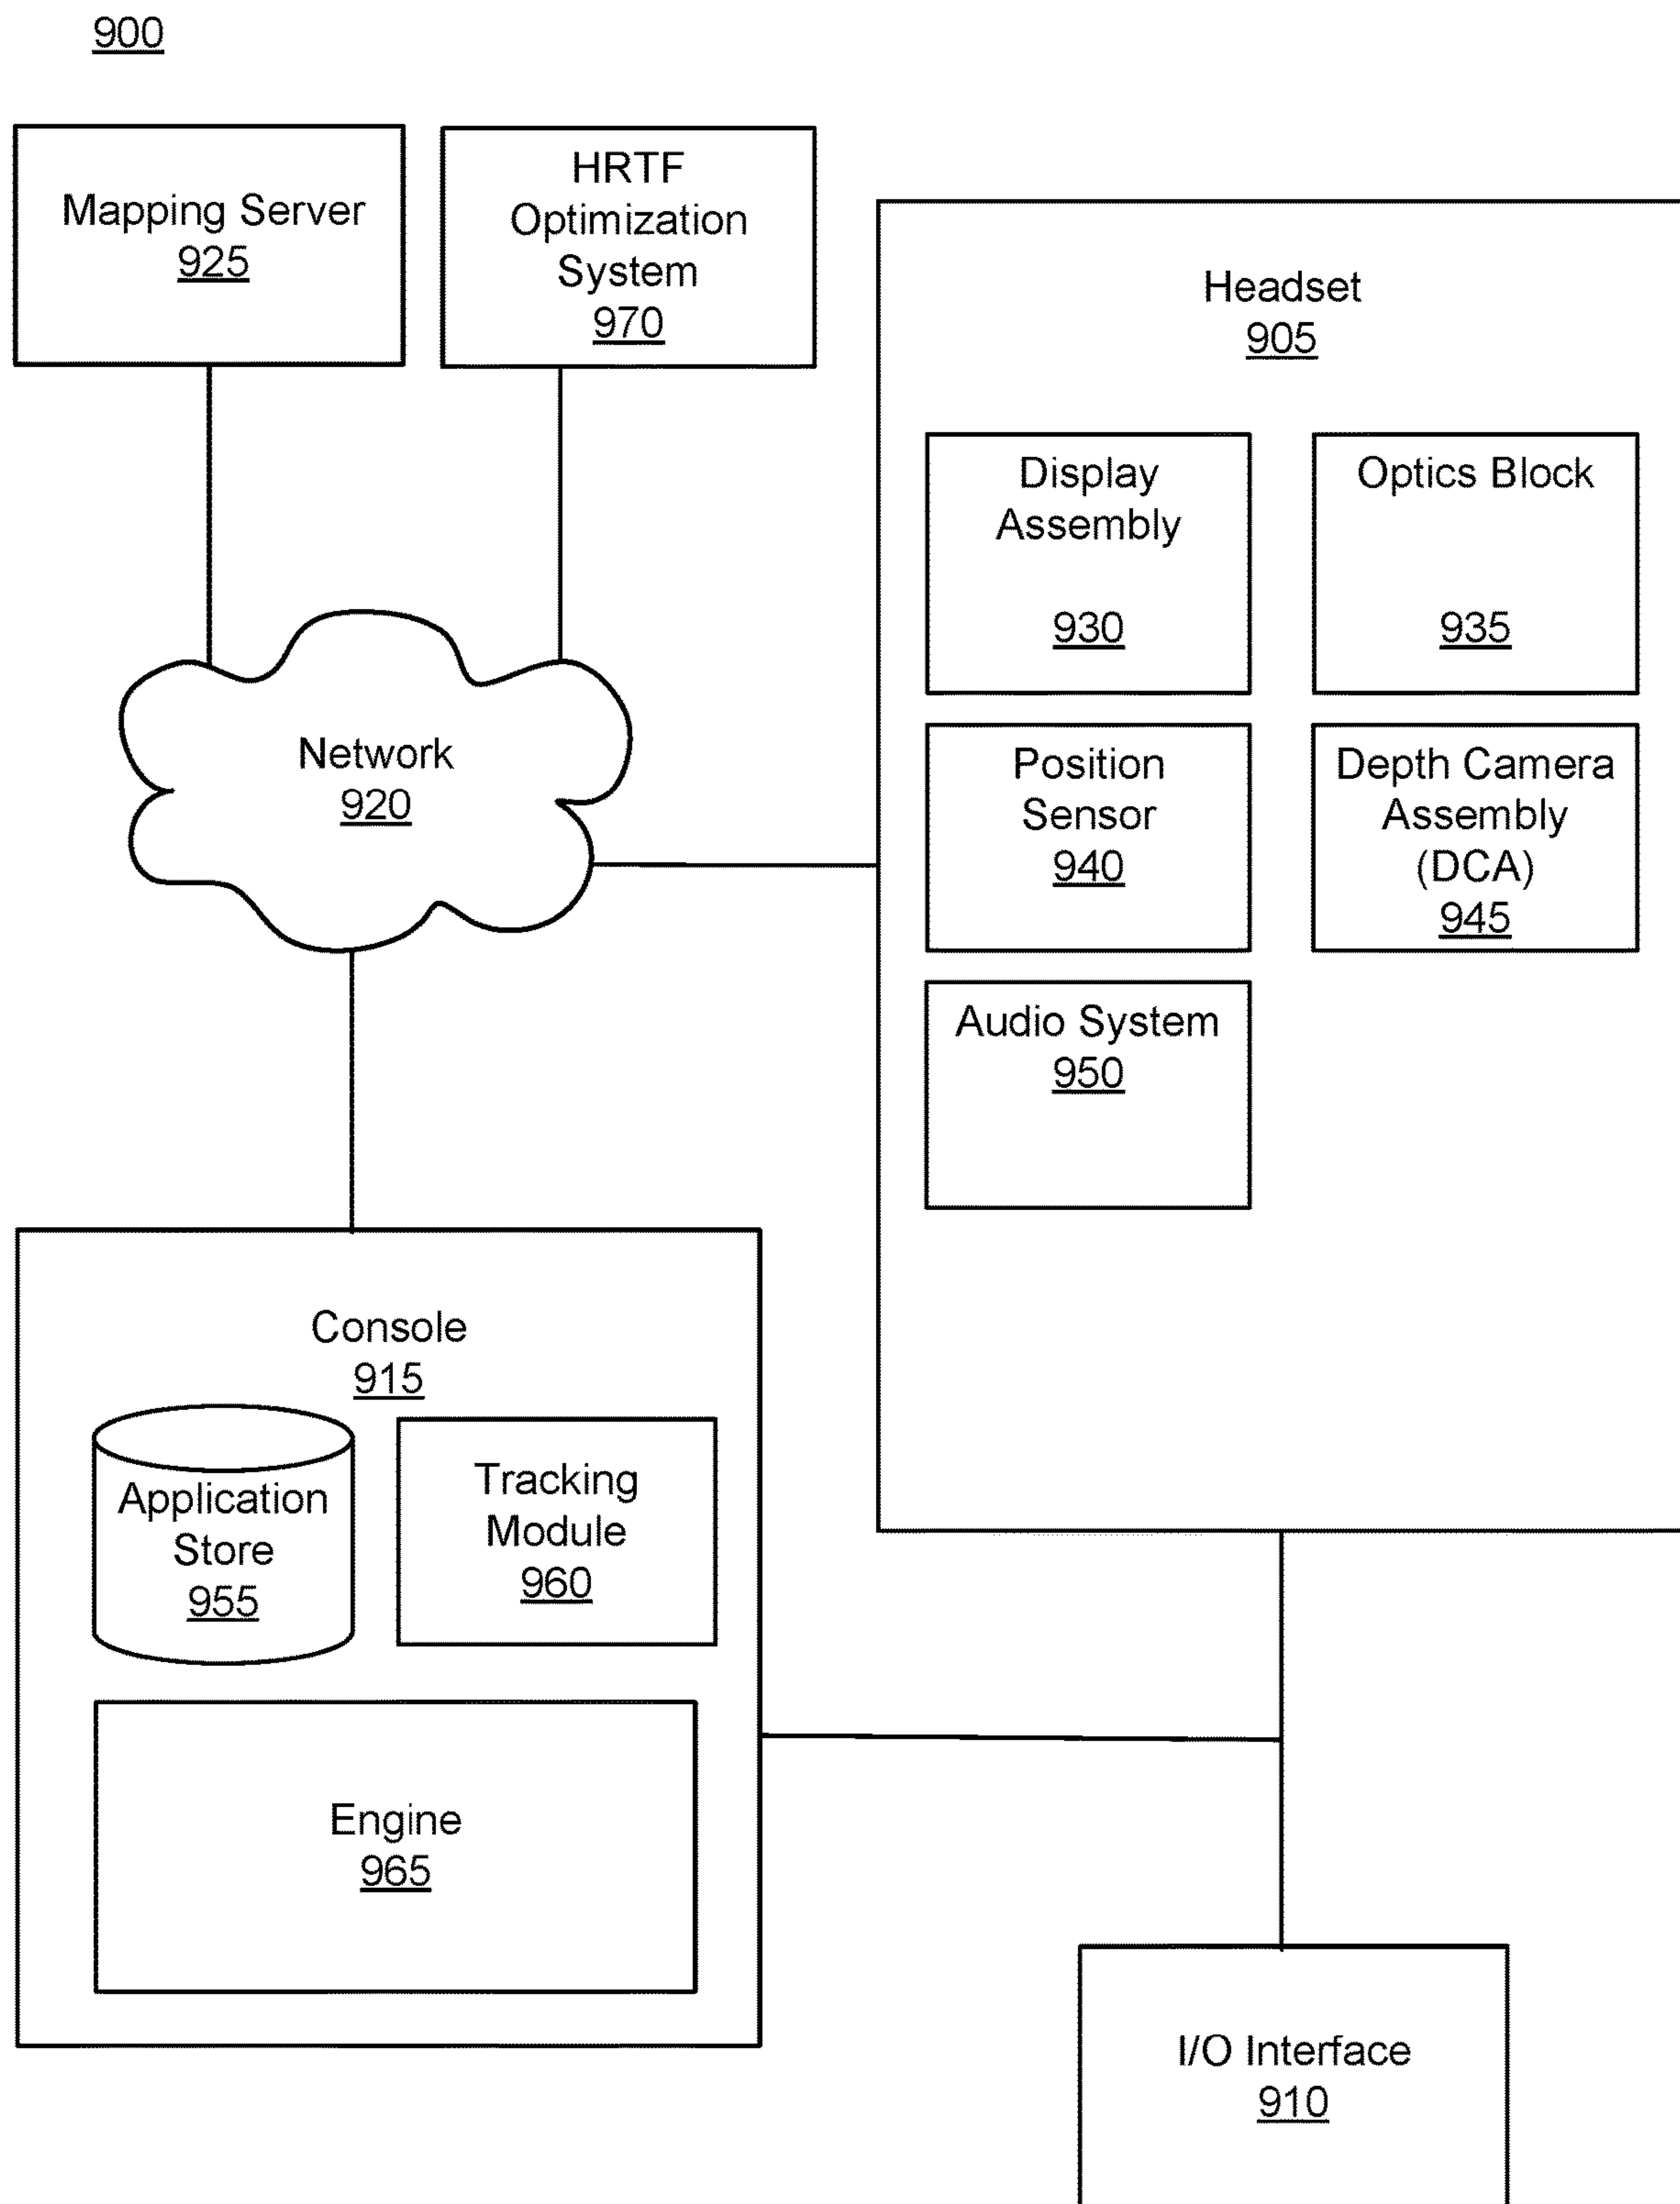 900
Mapping Server
925
HRTF
Optimization
System
970
Headset
905
Display
Assembly
930
Optics Block
935
Position
Sensor
940
Depth Camera
Assembly
(DCA)
945
Audio System
950
Network
920
Console
915
Application
Store
955
Tracking
Module
960
Engine
965
I/O Interface
910